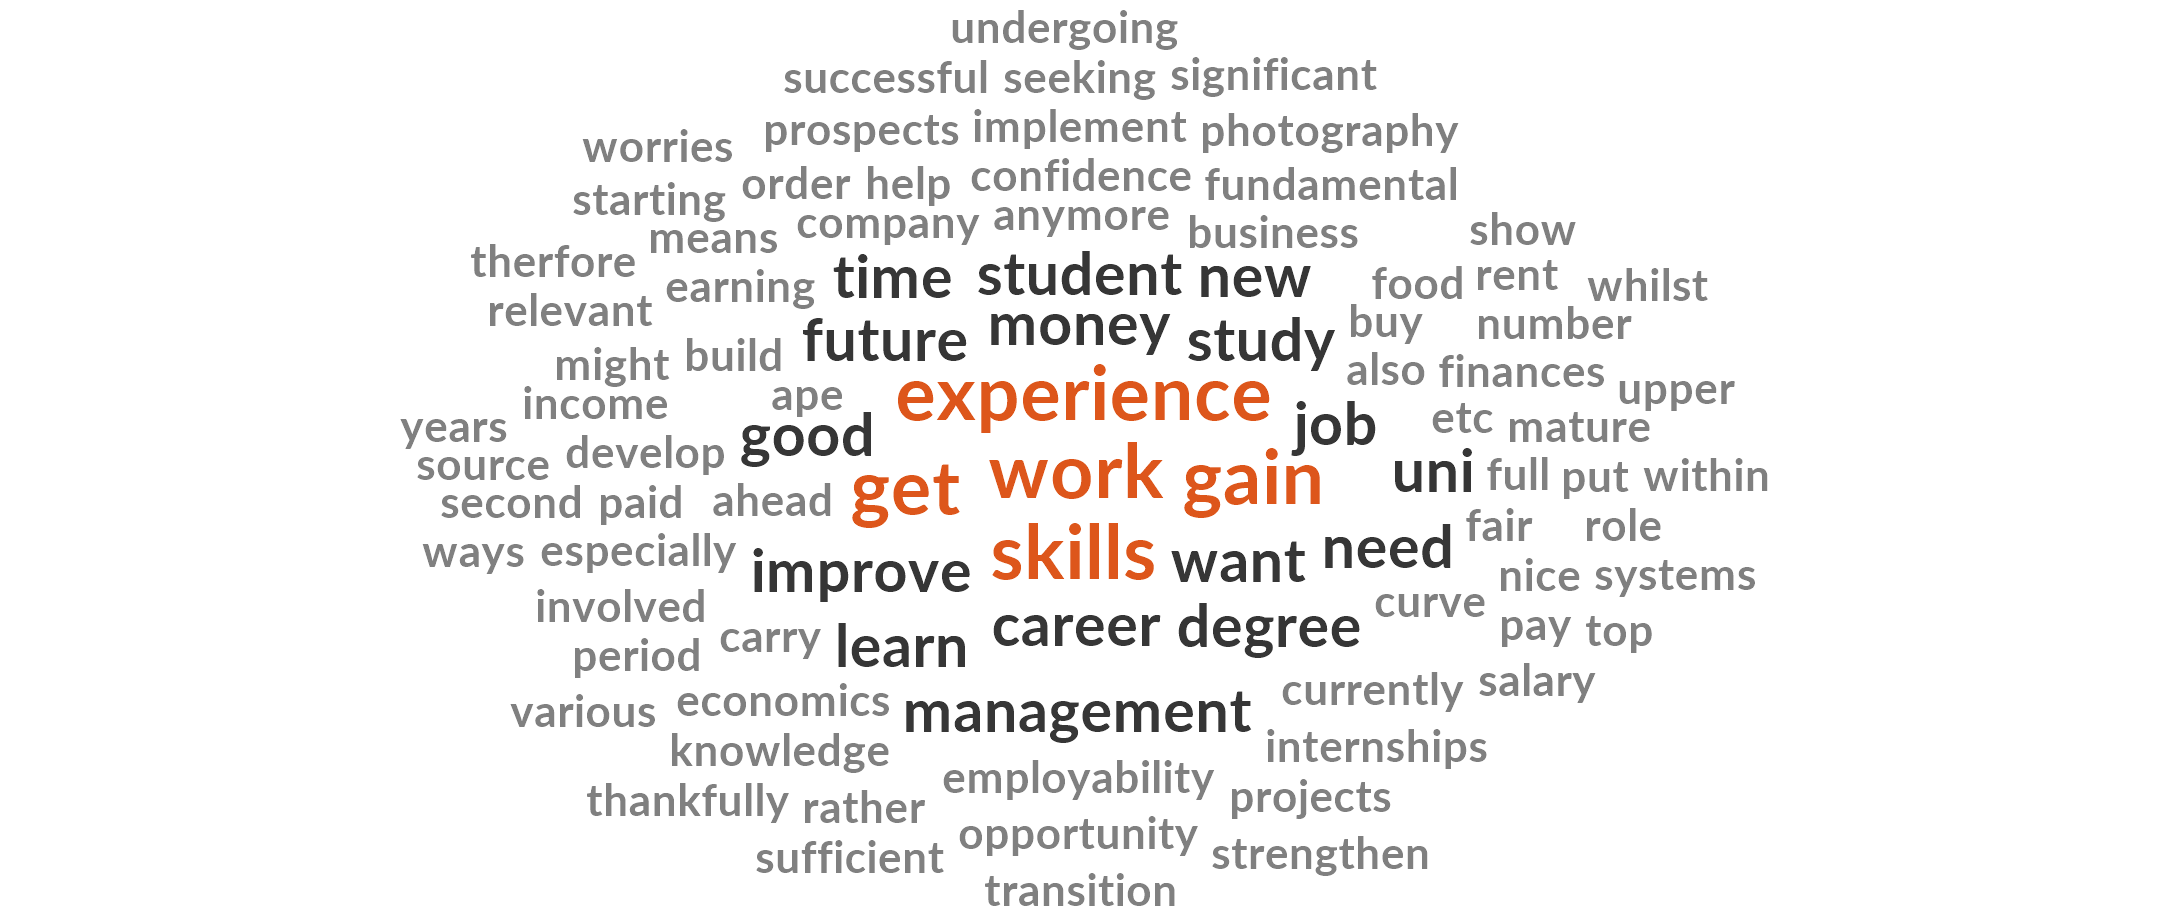 undergoing
successful seeking significant
worries prospects implement photography
starting order help confidence fundamental
means company anymore business show
therfore earning time student new food rent whilst
relevant future money study buy number
might build ape experience also finances upper
years income good job etc mature
source develop get work gain uni full put within
second paid ahead fair role
ways especially improve skills want need nice systems
involved carry learn career degree curve pay top
period economics management currently salary
various knowledge internships
thankfully rather employability projects
sufficient opportunity strengthen
transition